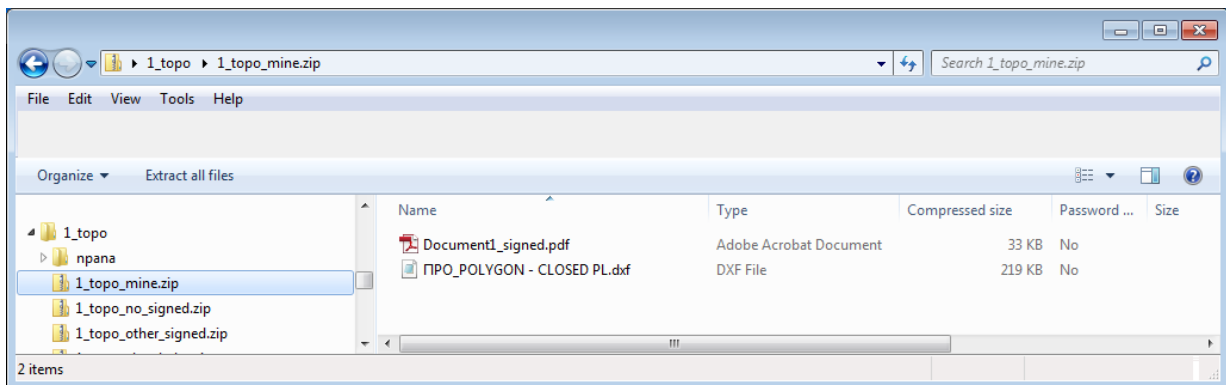 1_topo ▸ 1_topo_mine.zip
Search 1_topo_mine.zip
File Edit View Tools Help
Organize Extract all files
Name Type Compressed size Password ... Size
1_topo
npana
1_topo_mine.zip
1_topo_no_signed.zip
1_topo_other_signed.zip
Document1_signed.pdf Adobe Acrobat Document 33 KB No
ΠΡΟ_POLYGON - CLOSED PL.dxf DXF File 219 KB No
2 items